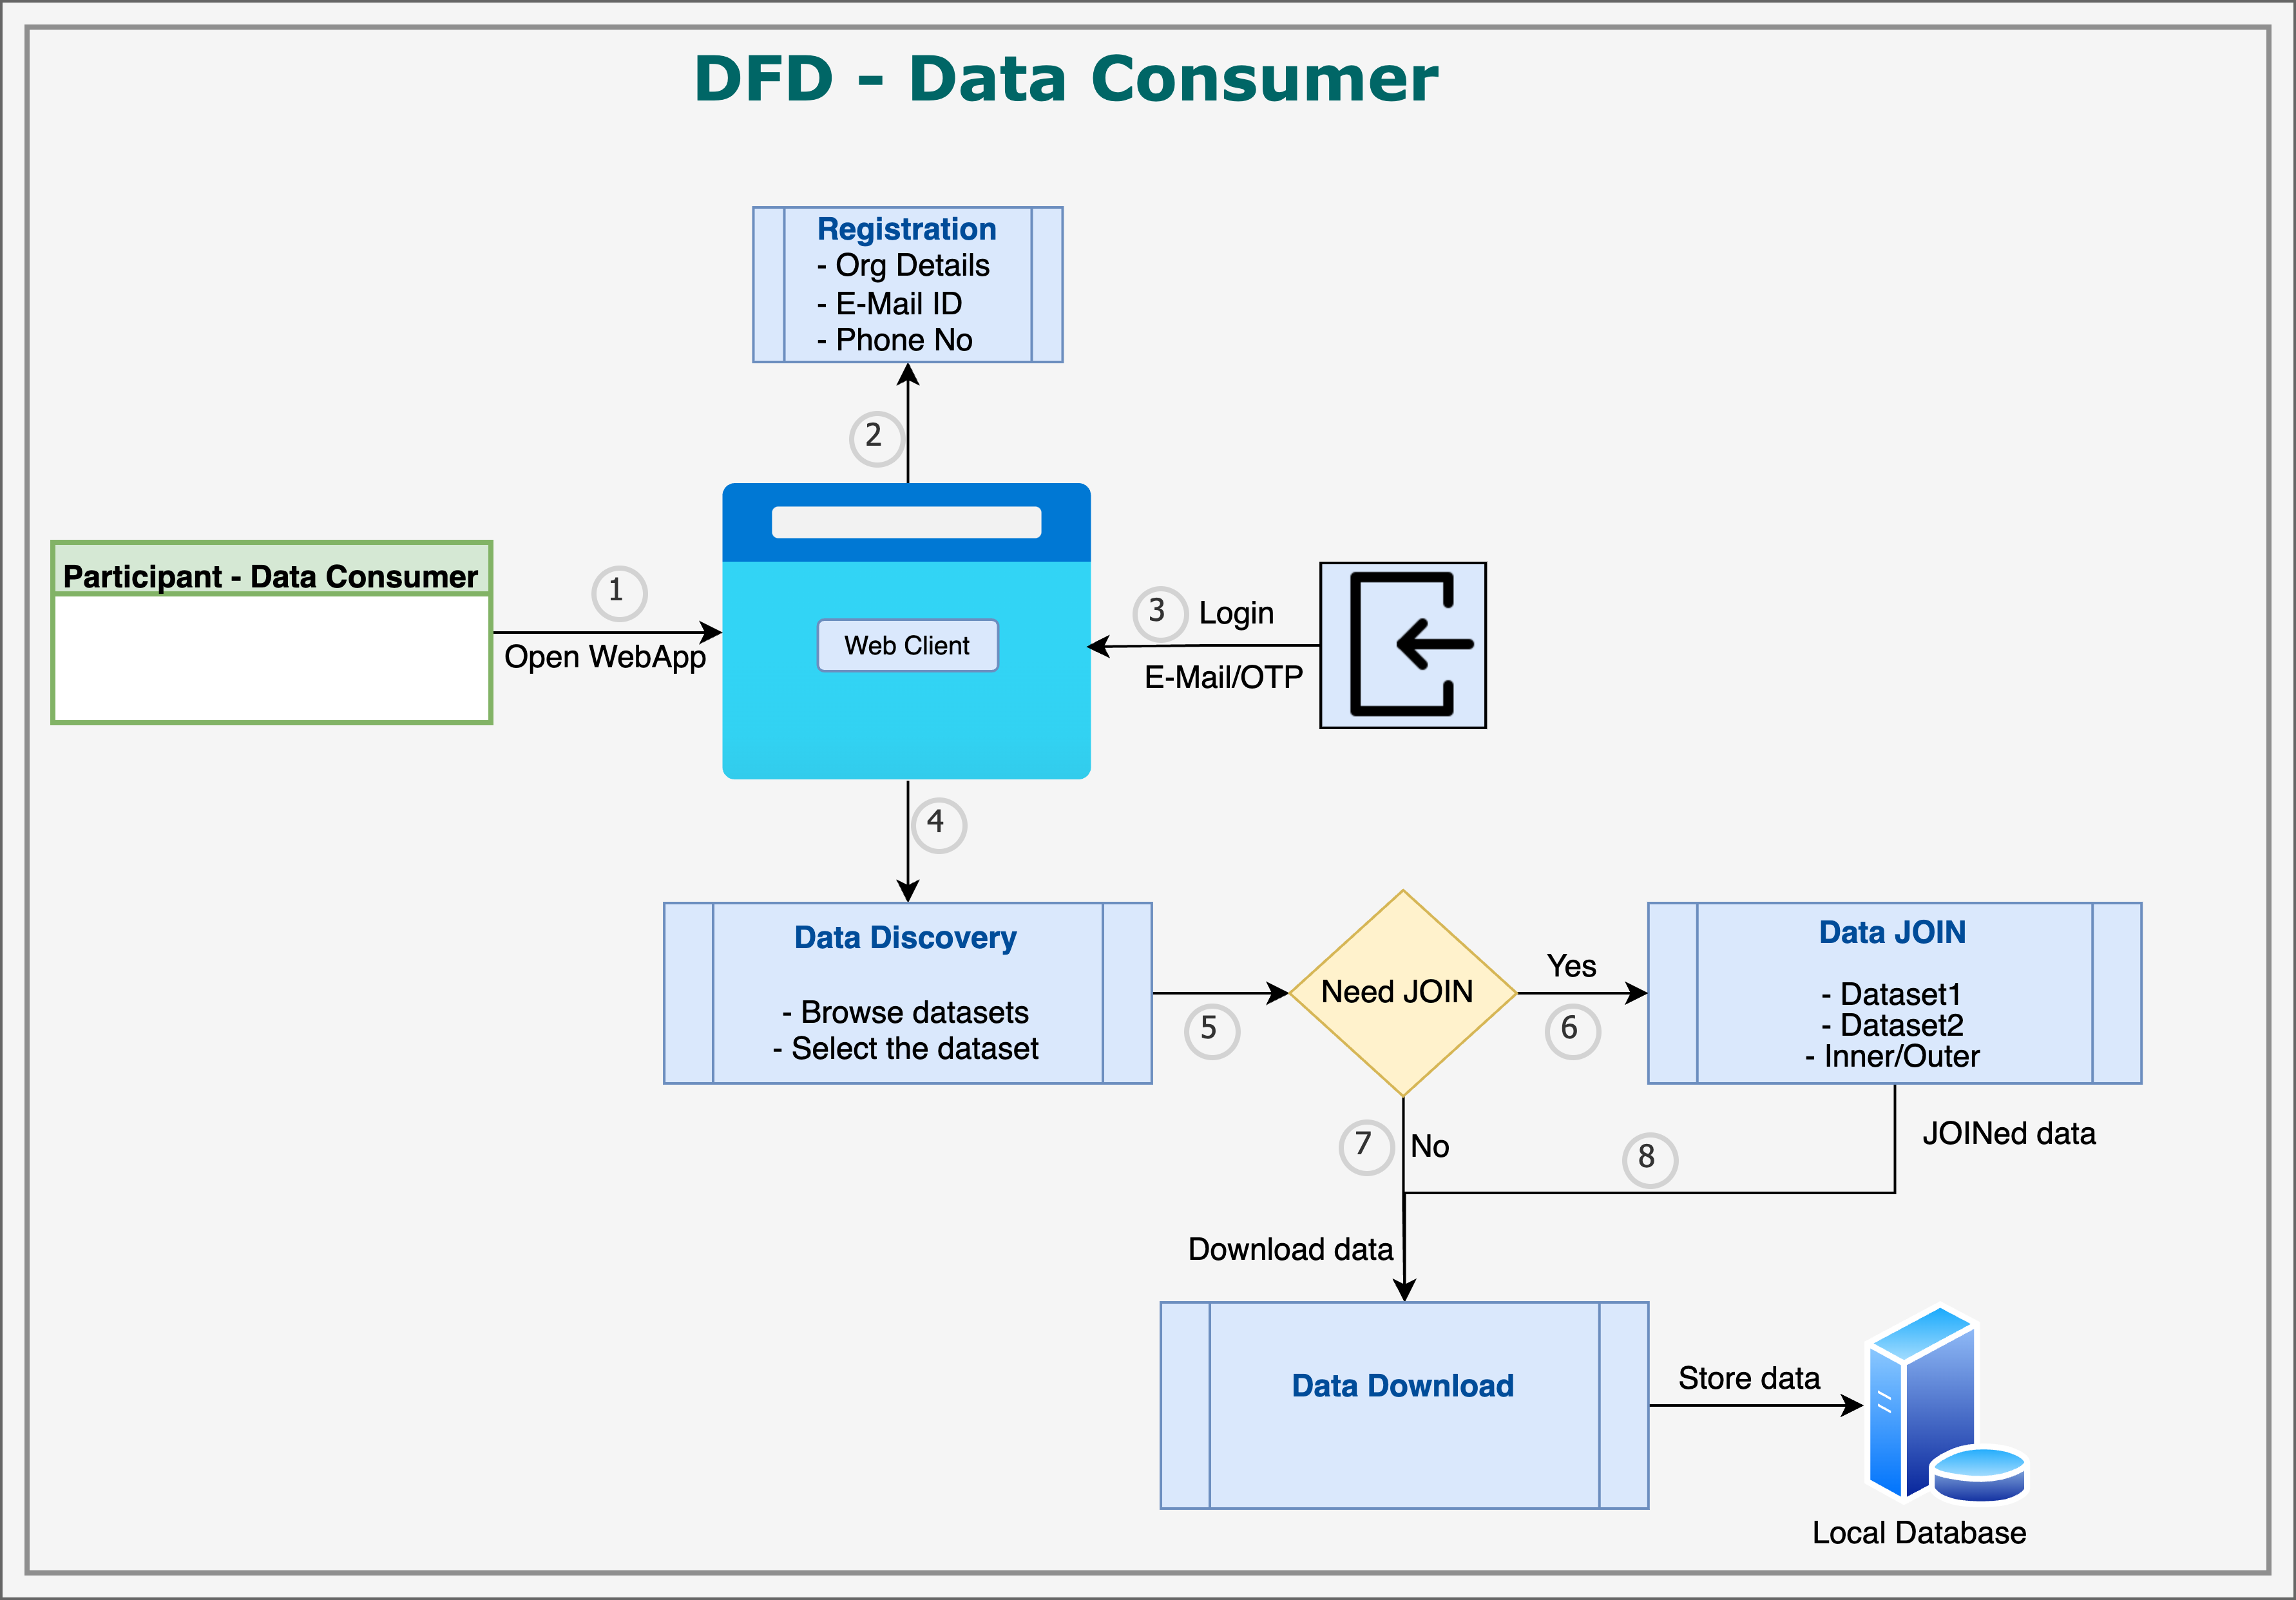 DFD - Data Consumer
Registration
- Org Details
- E-Mail ID
- Phone No
2
Participant - Data Consumer
1
Open WebApp
Web Client
3
Login
E-Mail/OTP
4
Data Discovery
- Browse datasets
- Select the dataset
5
Need JOIN
Yes
6
Data JOIN
- Dataset1
- Dataset2
- Inner/Outer
7
No
8
JOINed data
Download data
Data Download
Store data
Local Database